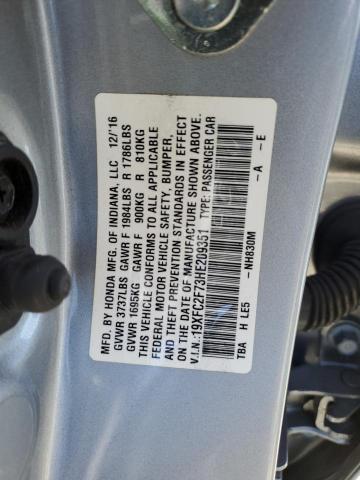 MFD. BY HONDA MFG. OF INDIANA, LLC 12/'16
GVWR 3737LBS GAWR F 1984LBS R 1786LBS
GVWR 1695KG GAWR F 900KG R 810KG
THIS VEHICLE CONFORMS TO ALL APPLICABLE
FEDERAL MOTOR VEHICLE SAFETY, BUMPER,
AND THEFT PREVENTION STANDARDS IN EFFECT
ON THE DATE OF MANUFACTURE SHOWN ABOVE.
V.I.N.: 19XFC2F73HE209351 TYPE: PASSENGER CAR
TBA H LE5 -NH830M -A -E